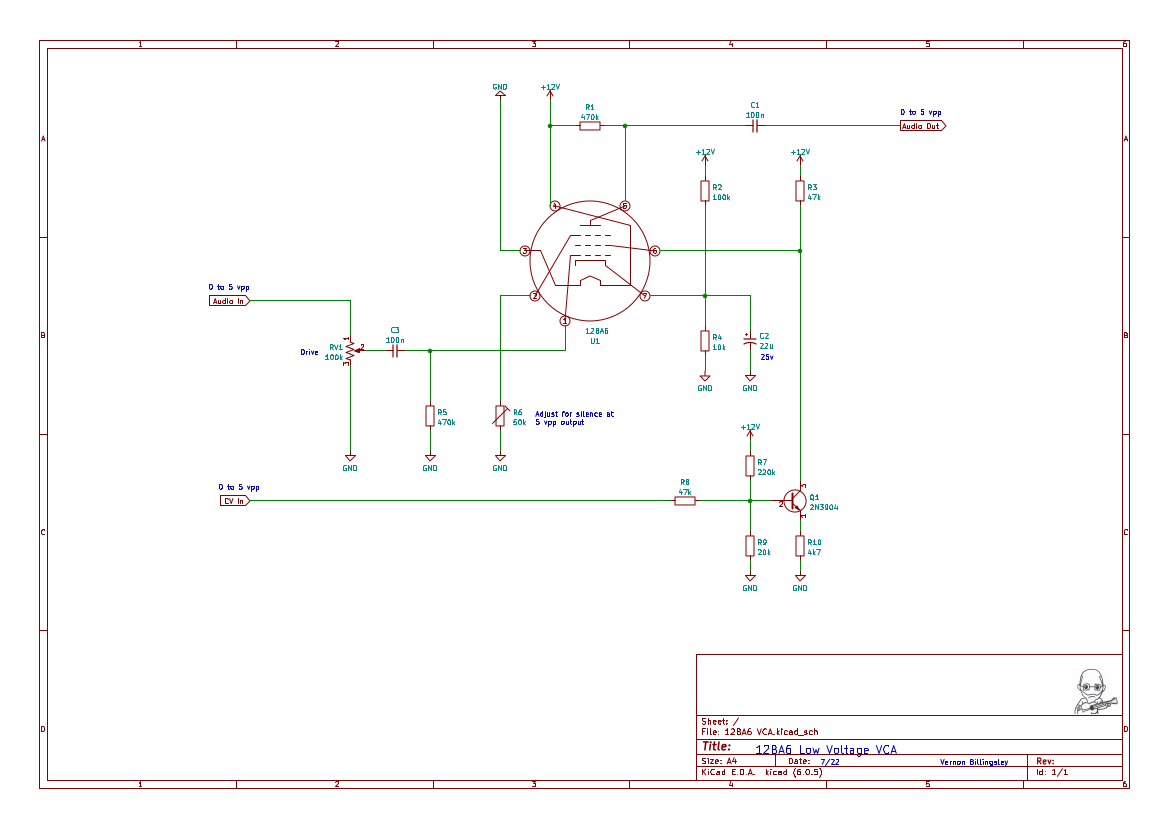 1 2 3 4 5 6
GND
+12V
R1
470k
C1
100n
0 to 5 vpp
Audio Out
A
A
+12V
+12V
R2
100k
R3
47k
4
5
3
6
2
7
1
12BA6
U1
0 to 5 vpp
Audio In
B
B
Drive
RV1
100k
1
2
3
C3
100n
R4
10k
C2
22u
25v
GND
GND
R5
470k
R6
50k
Adjust for silence at
5 vpp output
GND
GND
GND
+12V
R7
220k
0 to 5 vpp
CV In
R8
47k
3
2
1
Q1
2N3904
C
C
R9
20k
R10
4k7
GND
GND
D
D
Sheet: /
File: 12BA6 VCA.kicad_sch
Title: 12BA6 Low Voltage VCA
Size: A4 Date: 7/22 Vernon Billingsley Rev:
KiCad E.D.A. kicad (6.0.5) Id: 1/1
1 2 3 4 5 6